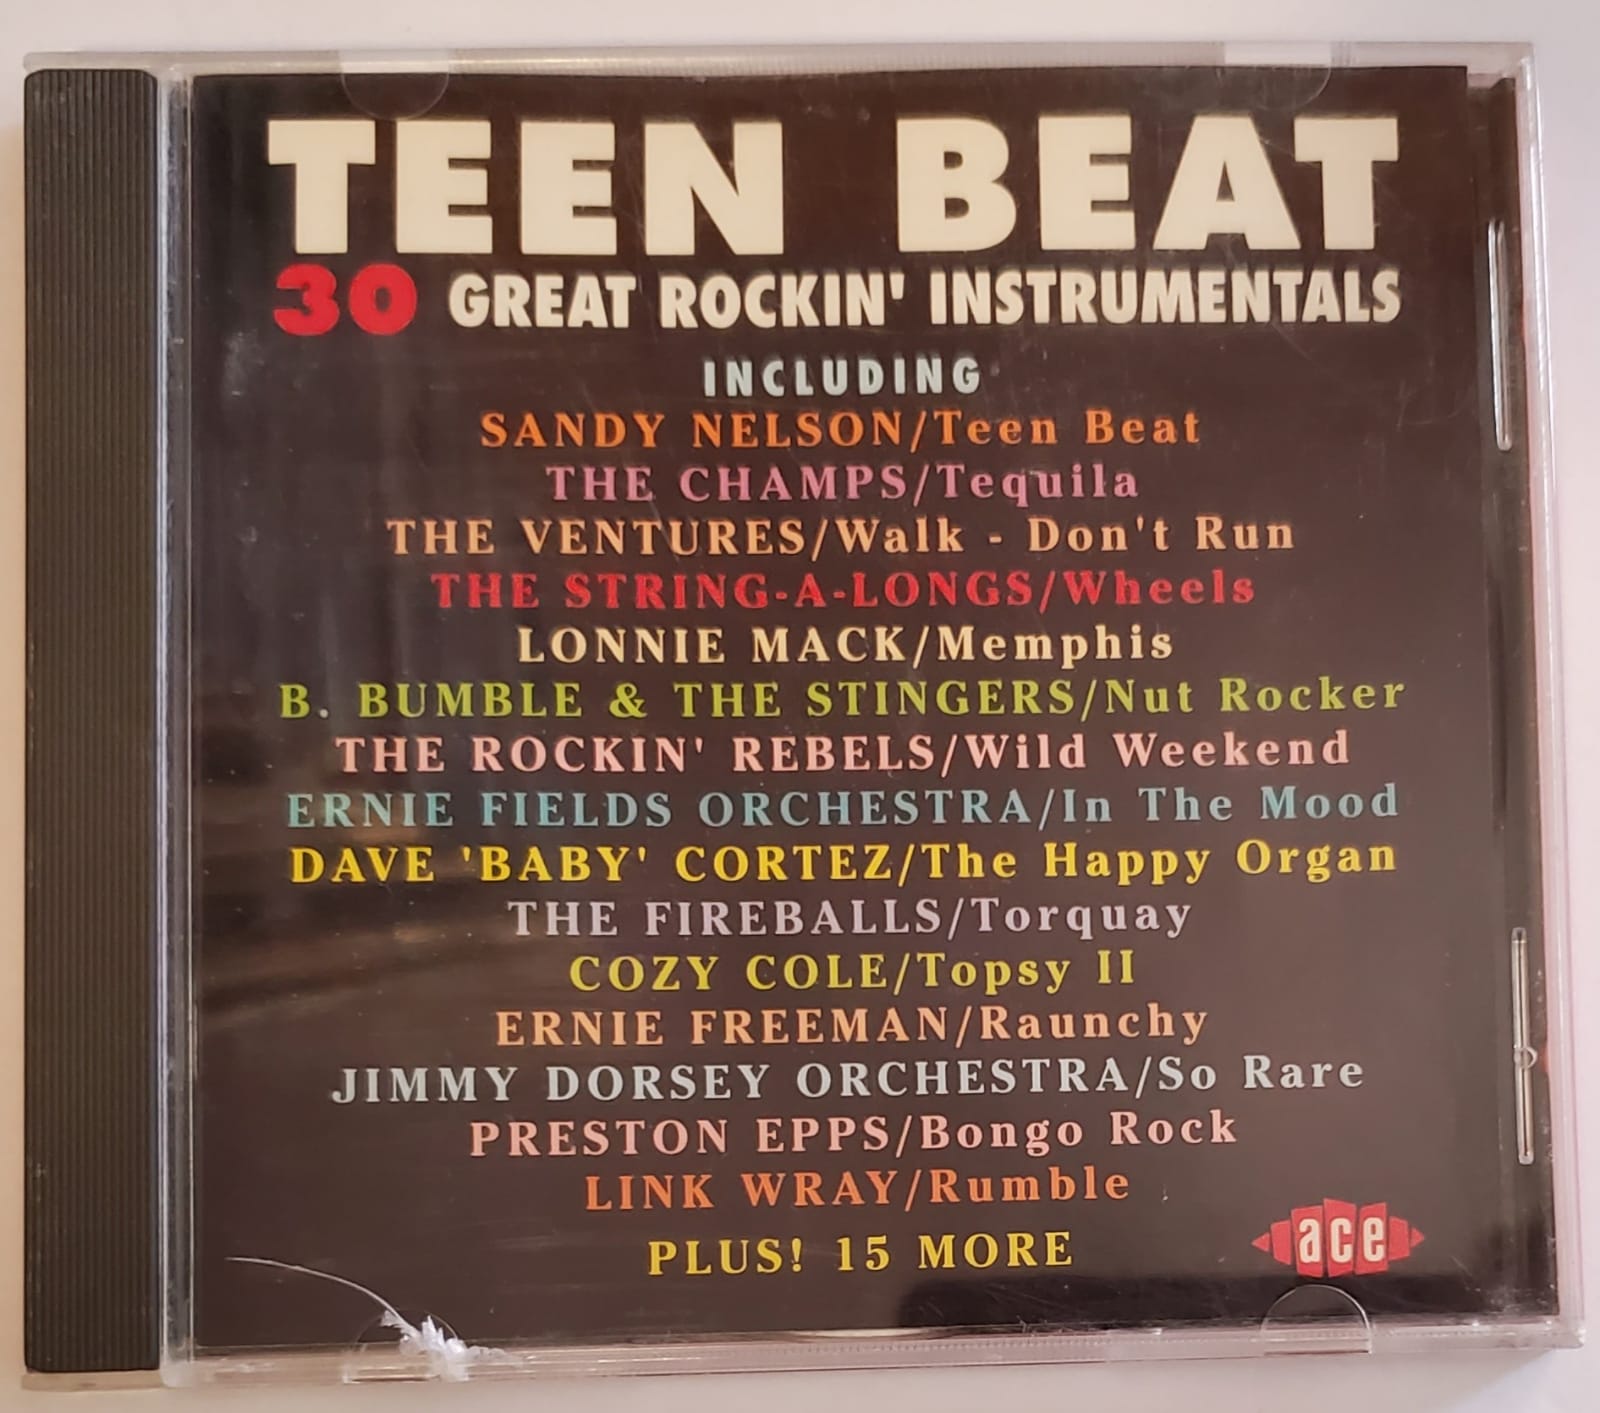 TEEN BEAT
30 GREAT ROCKIN' INSTRUMENTALS
INCLUDING
SANDY NELSON/Teen Beat
THE CHAMPS/Tequila
THE VENTURES/Walk - Don't Run
THE STRING-A-LONGS/Wheels
LONNIE MACK/Memphis
B. BUMBLE & THE STINGERS/Nut Rocker
THE ROCKIN' REBELS/Wild Weekend
ERNIE FIELDS ORCHESTRA/In The Mood
DAVE 'BABY' CORTEZ/The Happy Organ
THE FIREBALLS/Torquay
COZY COLE/Topsy II
ERNIE FREEMAN/Raunchy
JIMMY DORSEY ORCHESTRA/So Rare
PRESTON EPPS/Bongo Rock
LINK WRAY/Rumble
PLUS! 15 MORE
ace